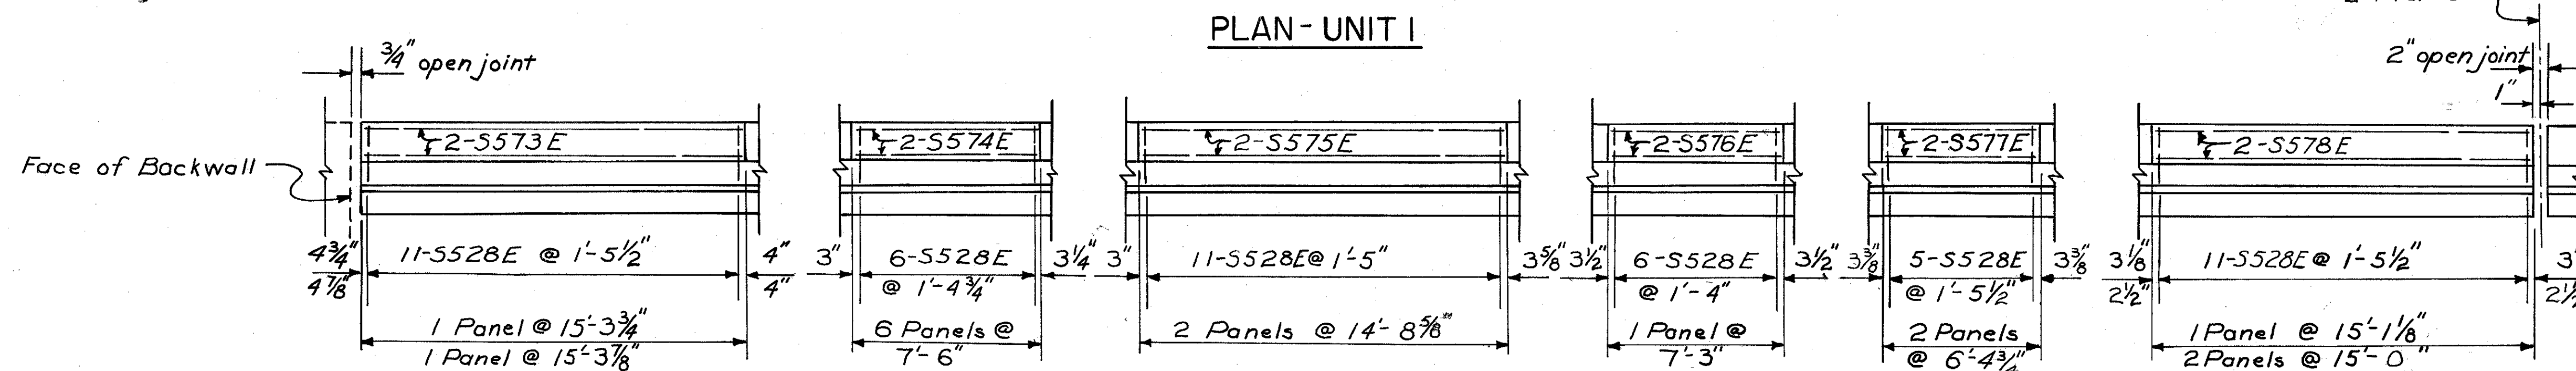 PLAN - UNIT 1
3/4" open joint
2" open joint
1"
2-S573E
2-S574E
2-S575E
2-S576E
2-S577E
2-S578E
Face of Backwall
4 3/4" 11-S528E @ 1'-5 1/2" 4"
4 7/8" 4"
3" 6-S528E 3 1/4"
@ 1'-4 3/4"
3" 11-S528E @ 1'-5" 3 5/8"
3 1/2" 6-S528E 3 1/2"
@ 1'-4"
3 3/8" 5-S528E 3 3/8"
@ 1'-5 1/2"
3 1/8" 11-S528E @ 1'-5 1/2"
2 1/2"
1 Panel @ 15'-3 3/4"
1 Panel @ 15'-3 7/8"
6 Panels @
7'-6"
2 Panels @ 14'-8 5/8"
1 Panel @
7'-3"
2 Panels
@ 6'-4 3/4"
1 Panel @ 15'-1 1/8"
2 Panels @ 15'-0"